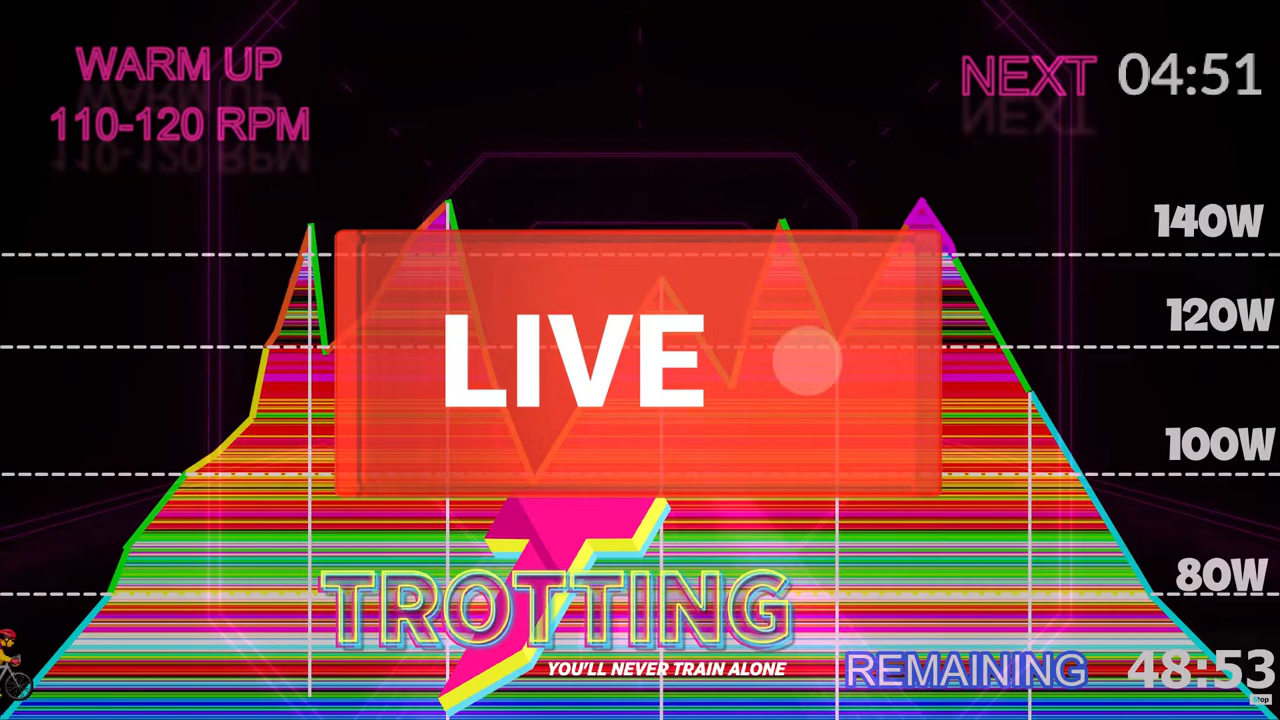 WARM UP
110-120 RPM
NEXT 04:51
140W
120W
LIVE
100W
80W
TROTTING
YOU'LL NEVER TRAIN ALONE
REMAINING 48:53
Stop